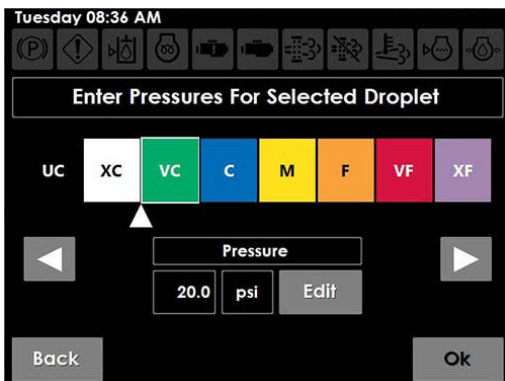 Tuesday 08:36 AM
(P)
Enter Pressures For Selected Droplet
UC XC VC C M F VF XF
Pressure
20.0 psi Edit
Back Ok